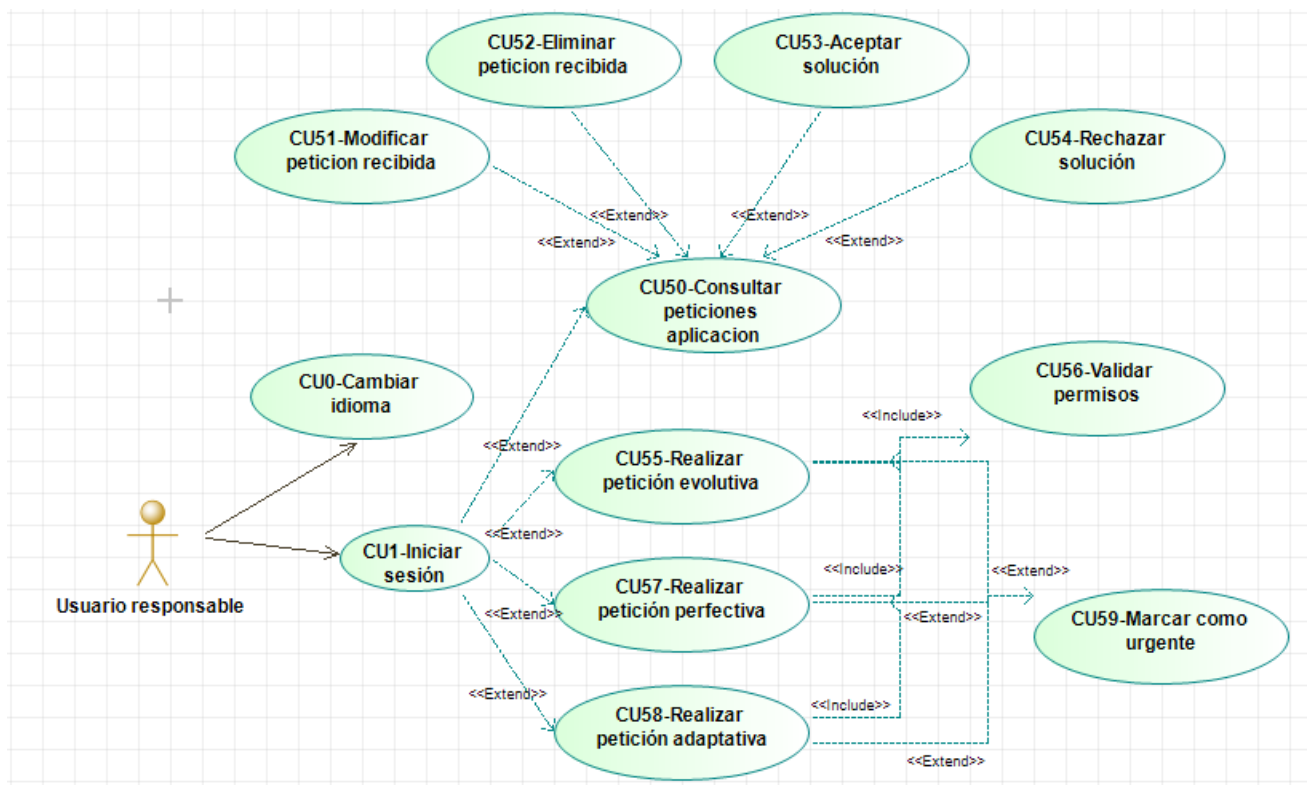 CU52-Eliminar
peticion recibida
CU53-Aceptar
solución
CU51-Modificar
peticion recibida
CU54-Rechazar
solución
<<Extend>>
<<Extend>>
<<Extend>>
<<Extend>>
CU50-Consultar
peticiones
aplicacion
CU0-Cambiar
idioma
CU56-Validar
permisos
<<Include>>
<<Extend>>
CU55-Realizar
petición evolutiva
<<Extend>>
CU1-Iniciar
sesión
Usuario responsable
<<Include>>
<<Extend>>
CU57-Realizar
petición perfectiva
<<Extend>>
<<Extend>>
CU59-Marcar como
urgente
<<Extend>>
<<Include>>
CU58-Realizar
petición adaptativa
<<Extend>>